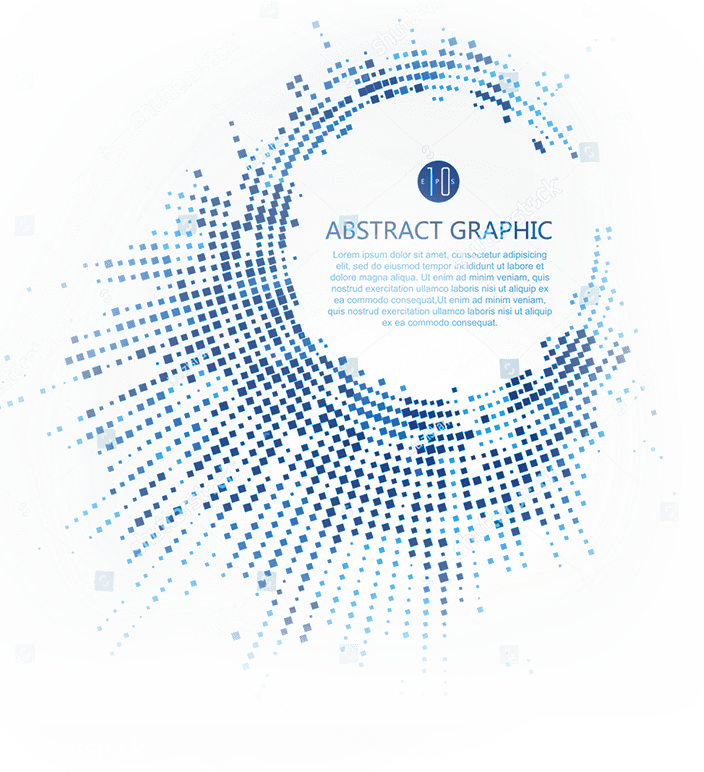 EPS 10
ABSTRACT GRAPHIC
Lorem ipsum dolor sit amet, consectetur adipisicing
elit, sed do eiusmod tempor incididunt ut labore et
dolore magna aliqua. Ut enim ad minim veniam, quis
nostrud exercitation ullamco laboris nisi ut aliquip ex
ea commodo consequat,Ut enim ad minim veniam,
quis nostrud exercitation ullamco laboris nisi ut aliquip
ex ea commodo consequat.